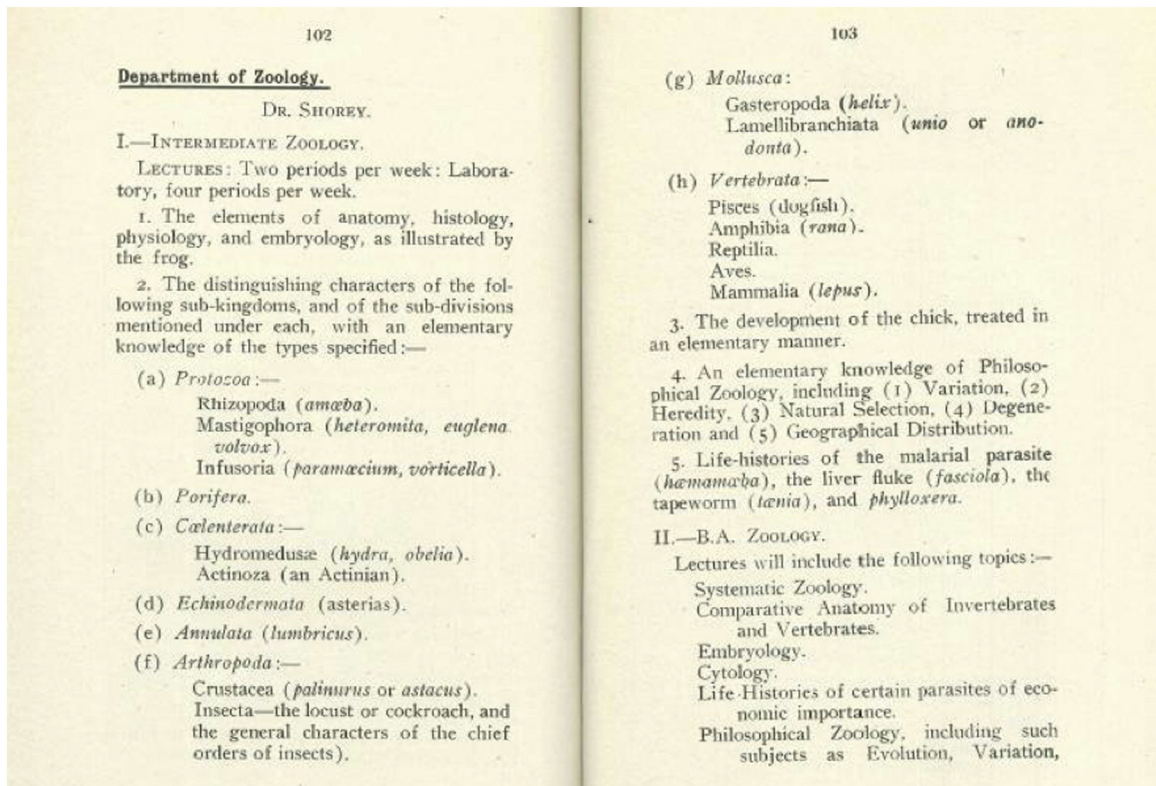 102
Department of Zoology.
DR. SHOREY.
I.—INTERMEDIATE ZOOLOGY.
LECTURES: Two periods per week: Labora-
tory, four periods per week.
1. The elements of anatomy, histology,
physiology, and embryology, as illustrated by
the frog.
2. The distinguishing characters of the fol-
lowing sub-kingdoms, and of the sub-divisions
mentioned under each, with an elementary
knowledge of the types specified:—
(a) Protozoa:—
Rhizopoda (amœba).
Mastigophora (heteromita, euglena
volvox).
Infusoria (paramœcium, vorticella).
(b) Porifera.
(c) Cœlenterata:—
Hydromedusæ (hydra, obelia).
Actinoza (an Actinian).
(d) Echinodermata (asterias).
(e) Annulata (lumbricus).
(f) Arthropoda:—
Crustacea (palinurus or astacus).
Insecta—the locust or cockroach, and
the general characters of the chief
orders of insects).
103
(g) Mollusca:
Gasteropoda (helix).
Lamellibranchiata (unio or ano-
donta).
(h) Vertebrata:—
Pisces (dogfish).
Amphibia (rana).
Reptilia.
Aves.
Mammalia (lepus).
3. The development of the chick, treated in
an elementary manner.
4. An elementary knowledge of Philoso-
phical Zoology, including (1) Variation, (2)
Heredity, (3) Natural Selection, (4) Degene-
ration and (5) Geographical Distribution.
5. Life-histories of the malarial parasite
(hæmamœba), the liver fluke (fasciola), the
tapeworm (tænia), and phylloxera.
II.—B.A. ZOOLOGY.
Lectures will include the following topics:—
Systematic Zoology.
Comparative Anatomy of Invertebrates
and Vertebrates.
Embryology.
Cytology.
Life-Histories of certain parasites of eco-
nomic importance.
Philosophical Zoology, including such
subjects as Evolution, Variation,